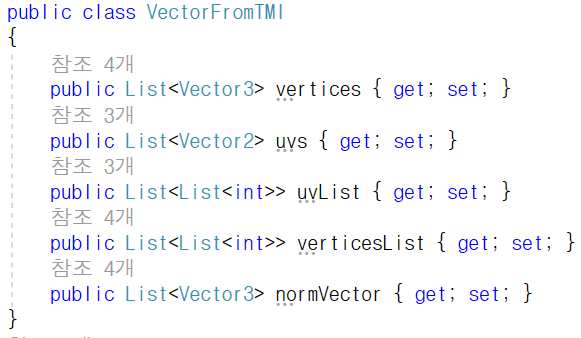 public class VectorFromTMI
{
참조 4개
public List<Vector3> vertices { get; set; }
참조 3개
public List<Vector2> uvs { get; set; }
참조 3개
public List<List<int>> uvList { get; set; }
참조 4개
public List<List<int>> verticesList { get; set; }
참조 4개
public List<Vector3> normVector { get; set; }
}